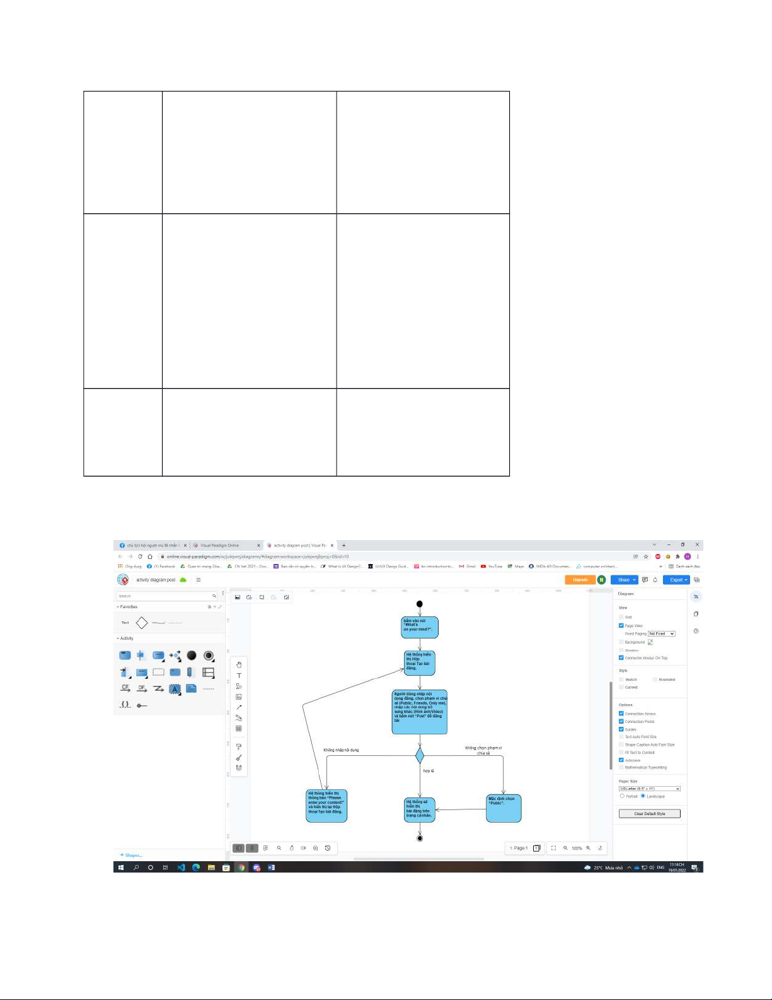 chủ tịch hội người mù đã nhắn t
Visual Paradigm Online
activity diagram post | Visual Pa
online.visual-paradigm.com/w/julejwnj/diagrams/#diagram:workspace=julejwnj&proj=0&id=10
Ứng dụng
(1) Facebook
CN Net 2021 - Goo...
Bạn cần có quyền tr...
What is UX Design?...
UI/UX Design Guid...
An introduction to...
Gmail
YouTube
Maps
computer architect...
»
Danh sách đọc
activity diagram post
Upgrade
N
Share
Export
Search
Favorites
Text
Activity
CF
OF
A
+ Shapes...
bấm vào nút
“What's
on your mind?”.
Hệ thống hiển
thị Hộp
thoại Tạo bài
đăng.
Người dùng nhập nội
dung đăng, chọn phạm vi chia
sẻ (Public, Friends, Only me),
nhập các nội dung bổ
sung khác (Hình ảnh/Video)
và bấm nút “Post” để đăng
bài
Không nhập nội dung
không chọn phạm vi
chia sẻ
hợp lệ
Hệ thống hiển thị
thông báo “Please
enter your content!”
và hiển thị lại Hộp
thoại Tạo bài đăng.
Hệ thống sẽ
hiển thị
bài đăng trên
trang cá nhân.
Mặc định chọn
“Public”.
1: Page-1
100%
Diagram
View
Grid
Page View
Fixed Paging
Not Fixed
Background
Shadow
Connector Always On Top
Style
Sketch
Rounded
Curved
Options
Connection Arrows
Connection Points
Guides
Text Auto Font Size
Shape Caption Auto Font Size
Fit Text to Content
Autosave
Mathematical Typesetting
Paper Size
US-Letter (8.5" x 11")
Portrait
Landscape
Clear Default Style
25°C Mưa nhỏ
ENG
11:14 CH
19/01/2022